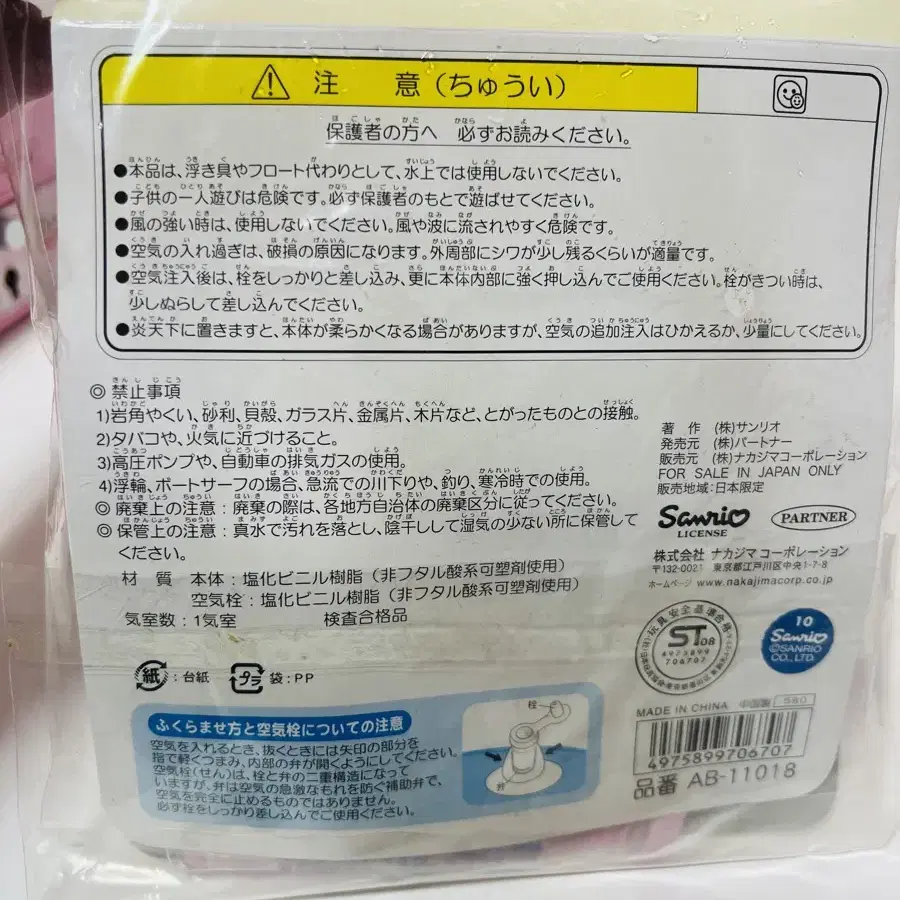 注 意（ちゅうい）
保護者の方へ 必ずお読みください。
●本品は、浮き具やフロート代わりとして、水上では使用しないでください。
●子供の一人遊びは危険です。必ず保護者のもとで遊ばせてください。
●風の強い時は、使用しないでください。風や波に流されやすく危険です。
●空気の入れ過ぎは、破損の原因になります。外周部にシワが少し残るくらいが適量です。
●空気注入後は、栓をしっかりと差し込み、更に本体内部に強く押し込んでご使用ください。栓がきつい時は、
少しぬらして差し込んでください。
●炎天下に置きますと、本体が柔らかくなる場合がありますが、空気の追加注入はひかえるか、少量にしてください。
◎ 禁止事項
1)岩角やくい、砂利、貝殻、ガラス片、金属片、木片など、とがったものとの接触。
2)タバコや、火気に近づけること。
3)高圧ポンプや、自動車の排気ガスの使用。
4)浮輪、ボートサーフの場合、急流での川下りや、釣り、寒冷時での使用。
◎ 廃棄上の注意：廃棄の際は、各地方自治体の廃棄区分に従ってください。
◎ 保管上の注意：真水で汚れを落とし、陰干しして湿気の少ない所に保管して
ください。
材 質 本体：塩化ビニル樹脂（非フタル酸系可塑剤使用）
空気栓：塩化ビニル樹脂（非フタル酸系可塑剤使用）
気室数：1気室 検査合格品
紙：台紙 プラ 袋：PP
著 作 (株)サンリオ
発売元 (株)パートナー
販売元 (株)ナカジマコーポレーション
FOR SALE IN JAPAN ONLY
販売地域：日本限定
Sanrio
LICENSE
PARTNER
株式会社 ナカジマコーポレーション
〒132-0021 東京都江戸川区中央1-7-8
ホームページ www.nakajimacorp.co.jp
玩具安全基準合格
ST08
4975899
706707
10
Sanrio
©SANRIO
CO., LTD.
MADE IN CHINA 中国製 580
4975899706707
品番 AB-11018
ふくらませ方と空気栓についての注意
空気を入れるとき、抜くときには矢印の部分を
指で軽くつまみ、内部の弁が開くようにしてください。
空気栓(せん)は、栓と弁の二重構造になって
いますが、弁は空気の急激なもれを防ぐ補助弁で、
空気を完全に止めるものではありません。
必ず栓をしっかり差し込んでご使用ください。
栓
弁